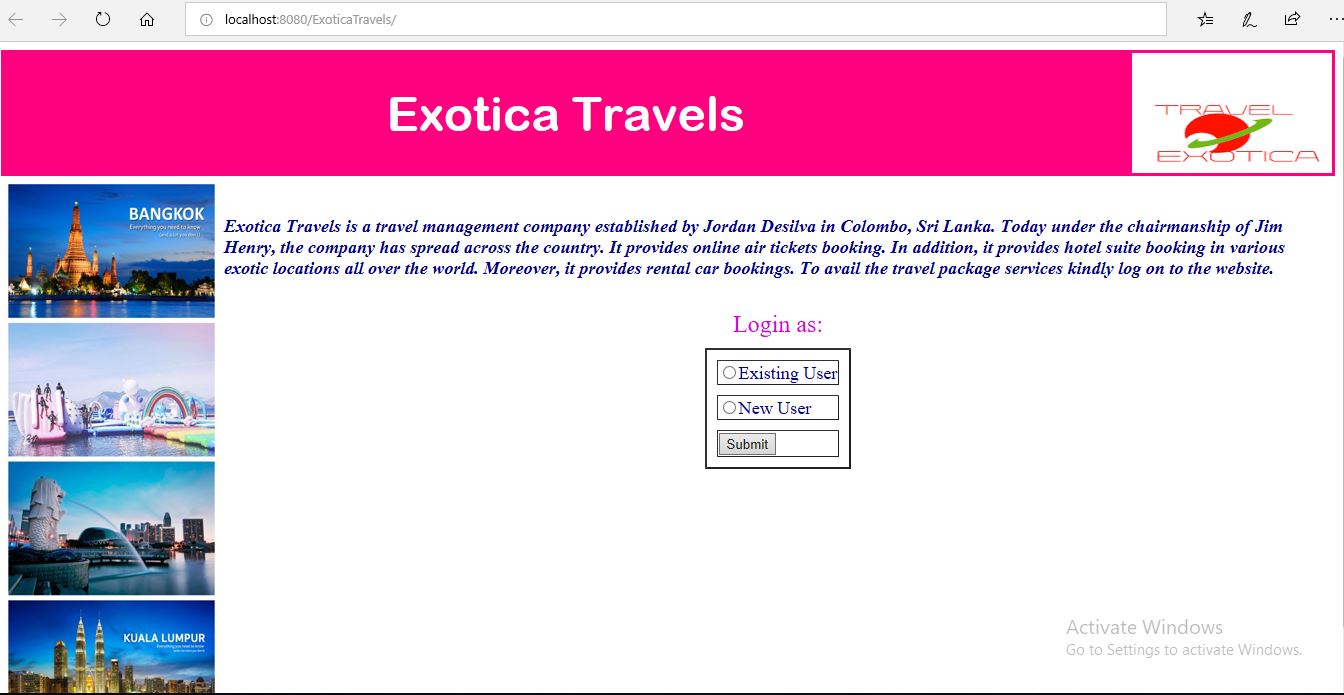 localhost:8080/ExoticaTravels/
Exotica Travels
TRAVEL
EXOTICA
BANGKOK
Everything you need to know
(and a lot you don't)
Exotica Travels is a travel management company established by Jordan Desilva in Colombo, Sri Lanka. Today under the chairmanship of Jim
Henry, the company has spread across the country. It provides online air tickets booking. In addition, it provides hotel suite booking in various
exotic locations all over the world. Moreover, it provides rental car bookings. To avail the travel package services kindly log on to the website.
Login as:
Existing User
New User
Submit
KUALA LUMPUR
Everything you need to know
Activate Windows
Go to Settings to activate Windows.